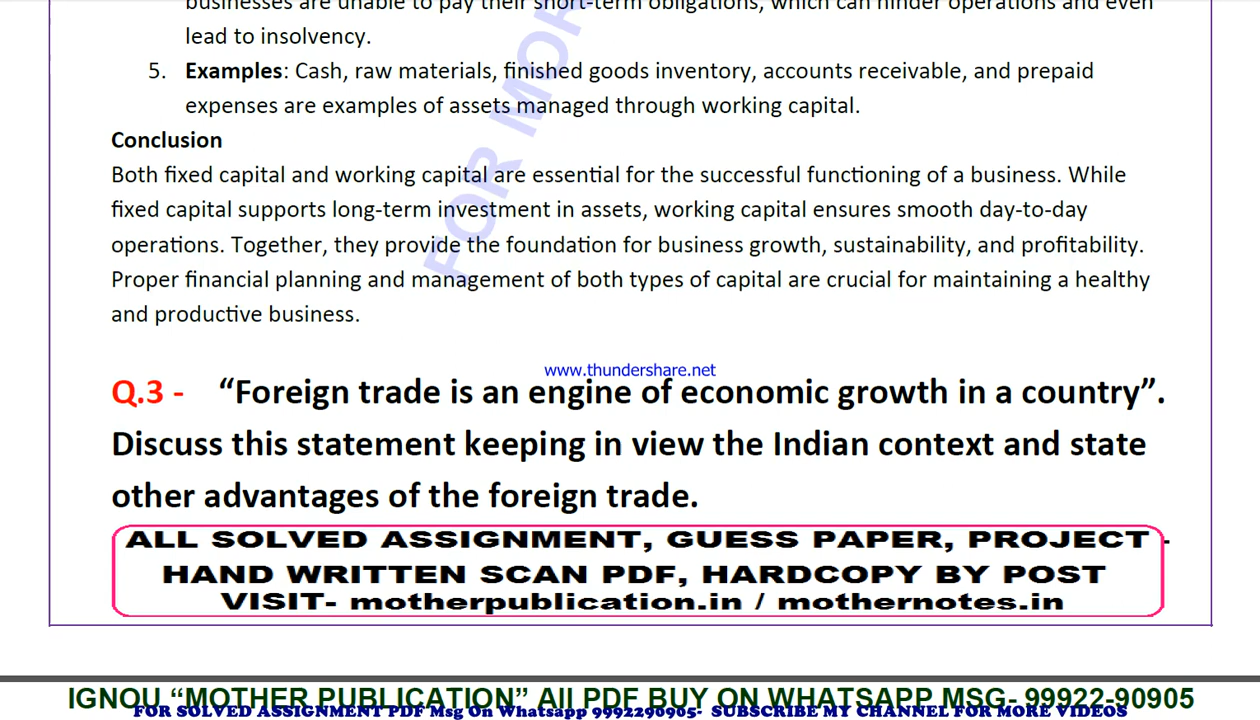 businesses are unable to pay their short-term obligations, which can hinder operations and even
lead to insolvency.
5. Examples: Cash, raw materials, finished goods inventory, accounts receivable, and prepaid
expenses are examples of assets managed through working capital.
Conclusion
Both fixed capital and working capital are essential for the successful functioning of a business. While
fixed capital supports long-term investment in assets, working capital ensures smooth day-to-day
operations. Together, they provide the foundation for business growth, sustainability, and profitability.
Proper financial planning and management of both types of capital are crucial for maintaining a healthy
and productive business.
FOR MOR
www.thundershare.net
Q.3 - “Foreign trade is an engine of economic growth in a country”.
Discuss this statement keeping in view the Indian context and state
other advantages of the foreign trade.
ALL SOLVED ASSIGNMENT, GUESS PAPER, PROJECT -
HAND WRITTEN SCAN PDF, HARDCOPY BY POST
VISIT- motherpublication.in / mothernotes.in
IGNOU “MOTHER PUBLICATION” All PDF BUY ON WHATSAPP MSG- 99922-90905
FOR SOLVED ASSIGNMENT PDF Msg On Whatsapp 9992290905- SUBSCRIBE MY CHANNEL FOR MORE VIDEOS